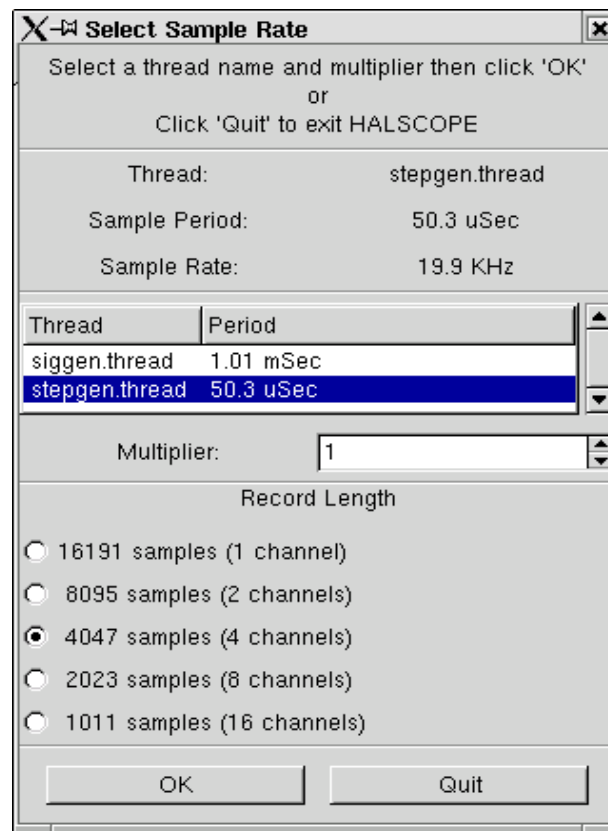 Select Sample Rate
Select a thread name and multiplier then click 'OK'
or
Click 'Quit' to exit HALSCOPE
Thread: stepgen.thread
Sample Period: 50.3 uSec
Sample Rate: 19.9 KHz
Thread Period
siggen.thread 1.01 mSec
stepgen.thread 50.3 uSec
Multiplier: 1
Record Length
16191 samples (1 channel)
8095 samples (2 channels)
4047 samples (4 channels)
2023 samples (8 channels)
1011 samples (16 channels)
OK Quit